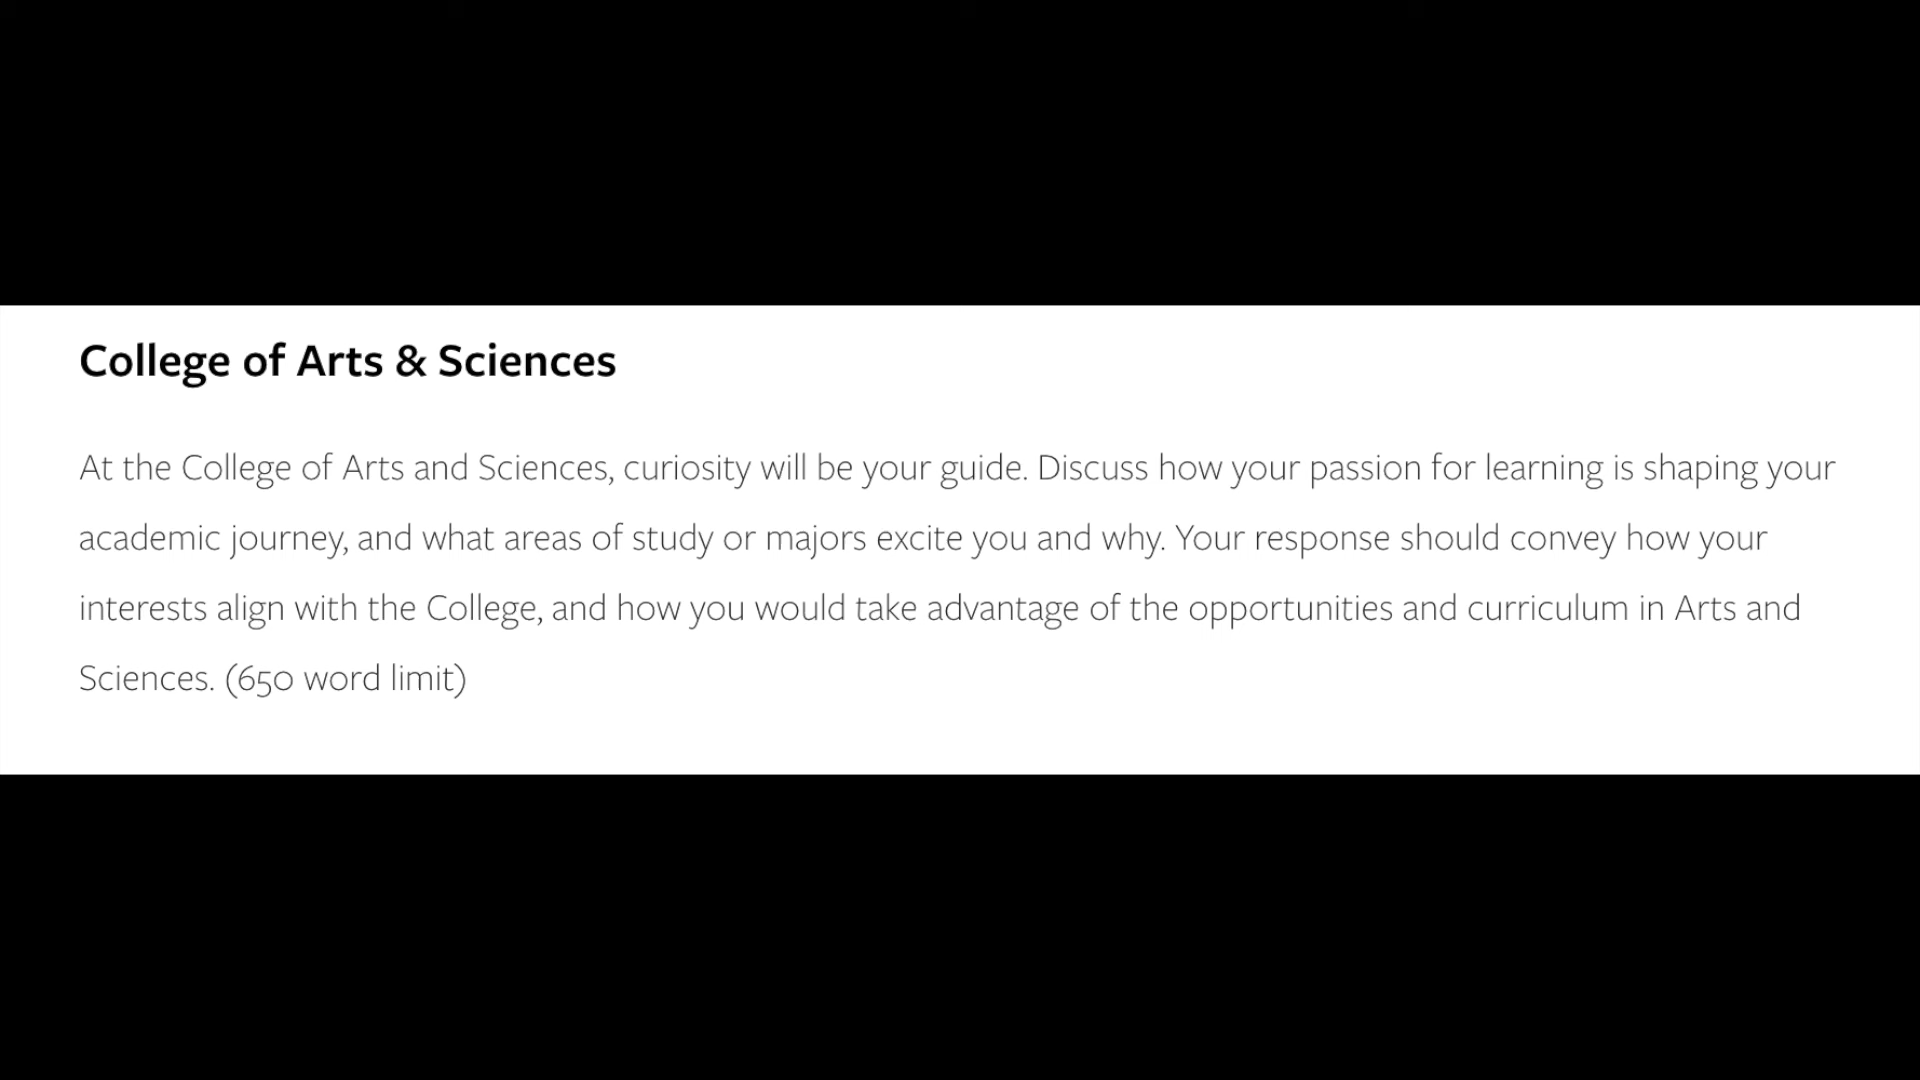 College of Arts & Sciences
At the College of Arts and Sciences, curiosity will be your guide. Discuss how your passion for learning is shaping your
academic journey, and what areas of study or majors excite you and why. Your response should convey how your
interests align with the College, and how you would take advantage of the opportunities and curriculum in Arts and
Sciences. (650 word limit)